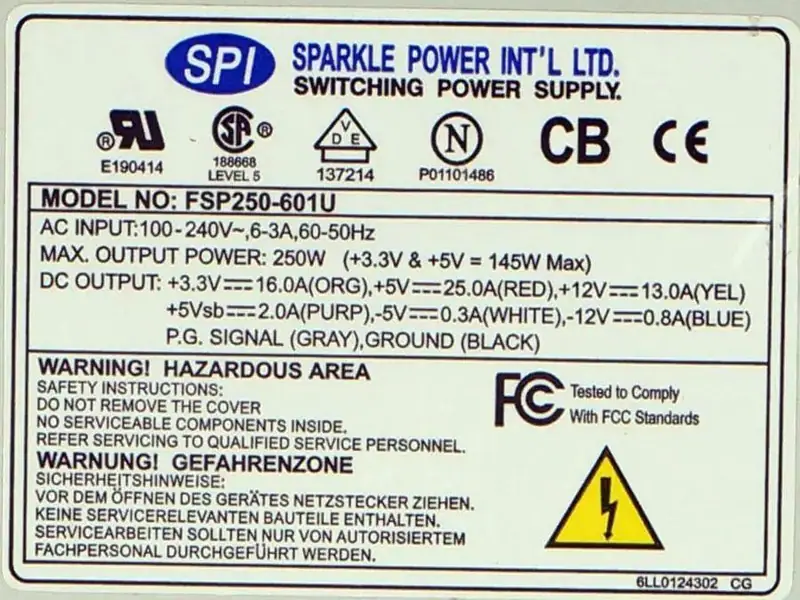 SPI SPARKLE POWER INT'L LTD.
SWITCHING POWER SUPPLY.
® RU SA ® VDE N CB CE
E190414 188668 LEVEL 5 137214 P01101486
MODEL NO: FSP250-601U
AC INPUT:100-240V~,6-3A,60-50Hz
MAX. OUTPUT POWER: 250W (+3.3V & +5V = 145W Max)
DC OUTPUT: +3.3V⎓16.0A(ORG),+5V⎓25.0A(RED),+12V⎓13.0A(YEL)
+5Vsb⎓2.0A(PURP),-5V⎓0.3A(WHITE),-12V⎓0.8A(BLUE)
P.G. SIGNAL (GRAY),GROUND (BLACK)
WARNING! HAZARDOUS AREA
SAFETY INSTRUCTIONS:
DO NOT REMOVE THE COVER
NO SERVICEABLE COMPONENTS INSIDE.
REFER SERVICING TO QUALIFIED SERVICE PERSONNEL.
WARNUNG! GEFAHRENZONE
SICHERHEITSHINWEISE:
VOR DEM ÖFFNEN DES GERÄTES NETZSTECKER ZIEHEN.
KEINE SERVICERELEVANTEN BAUTEILE ENTHALTEN.
SERVICEARBEITEN SOLLTEN NUR VON AUTORISIERTEM
FACHPERSONAL DURCHGEFÜHRT WERDEN.
FC Tested to Comply
With FCC Standards
6LL0124302 CG